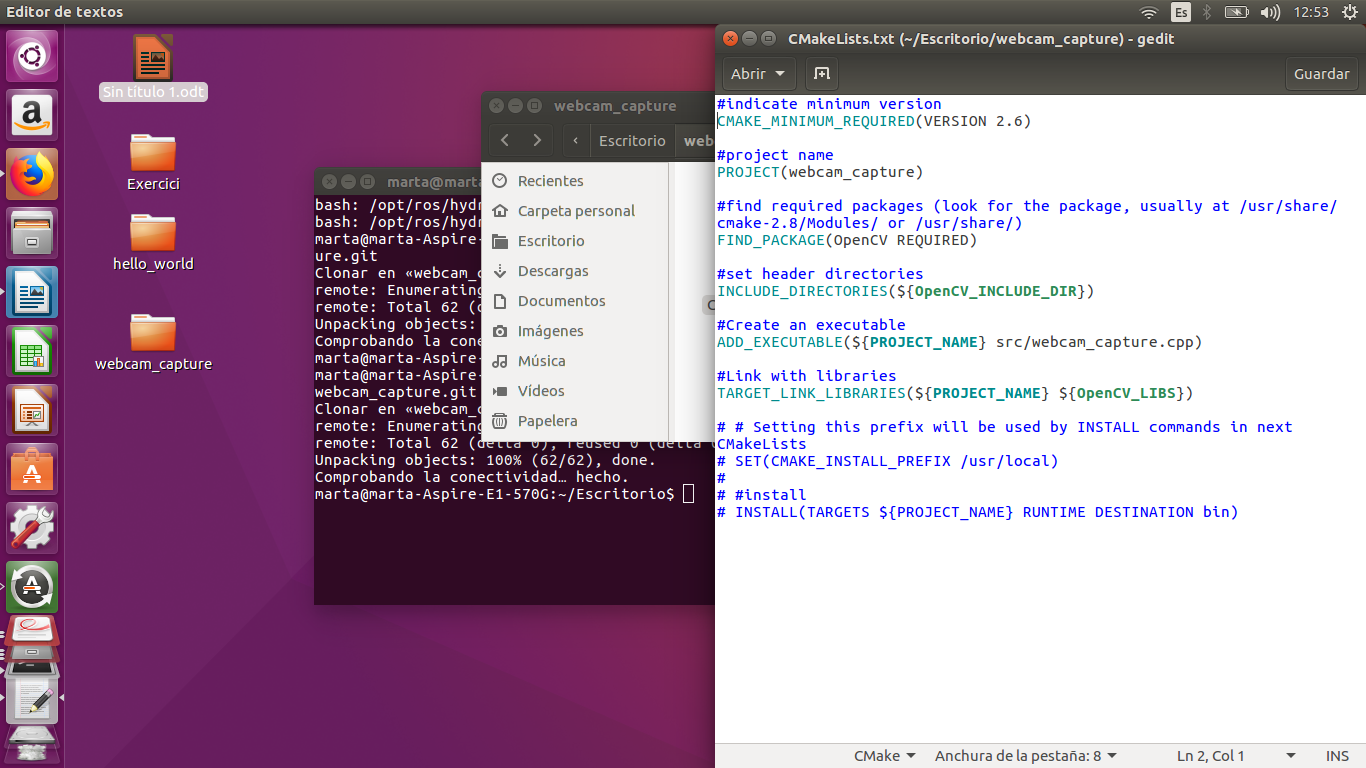 Editor de textos
Es
12:53
Sin título 1.odt
Exercici
hello_world
webcam_capture
marta@marta
bash: /opt/ros/hydr
bash: /opt/ros/hydr
marta@marta-Aspire-
ure.git
Clonar en «webcam_c
remote: Enumerating
remote: Total 62 (d
Unpacking objects:
Comprobando la cone
marta@marta-Aspire-
marta@marta-Aspire-
webcam_capture.git
Clonar en «webcam_c
remote: Enumerating
remote: Total 62 (delta 0), reused 0 (delta
Unpacking objects: 100% (62/62), done.
Comprobando la conectividad… hecho.
marta@marta-Aspire-E1-570G:~/Escritorio$
webcam_capture
Escritorio
web
Recientes
Carpeta personal
Escritorio
Descargas
Documentos
Imágenes
Música
Vídeos
Papelera
CMakeLists.txt (~/Escritorio/webcam_capture) - gedit
Abrir
Guardar
#indicate minimum version
CMAKE_MINIMUM_REQUIRED(VERSION 2.6)
#project name
PROJECT(webcam_capture)
#find required packages (look for the package, usually at /usr/share/
cmake-2.8/Modules/ or /usr/share/)
FIND_PACKAGE(OpenCV REQUIRED)
#set header directories
INCLUDE_DIRECTORIES(${OpenCV_INCLUDE_DIR})
#Create an executable
ADD_EXECUTABLE(${PROJECT_NAME} src/webcam_capture.cpp)
#Link with libraries
TARGET_LINK_LIBRARIES(${PROJECT_NAME} ${OpenCV_LIBS})
# # Setting this prefix will be used by INSTALL commands in next
CMakeLists
# SET(CMAKE_INSTALL_PREFIX /usr/local)
#
# #install
# INSTALL(TARGETS ${PROJECT_NAME} RUNTIME DESTINATION bin)
CMake
Anchura de la pestaña: 8
Ln 2, Col 1
INS